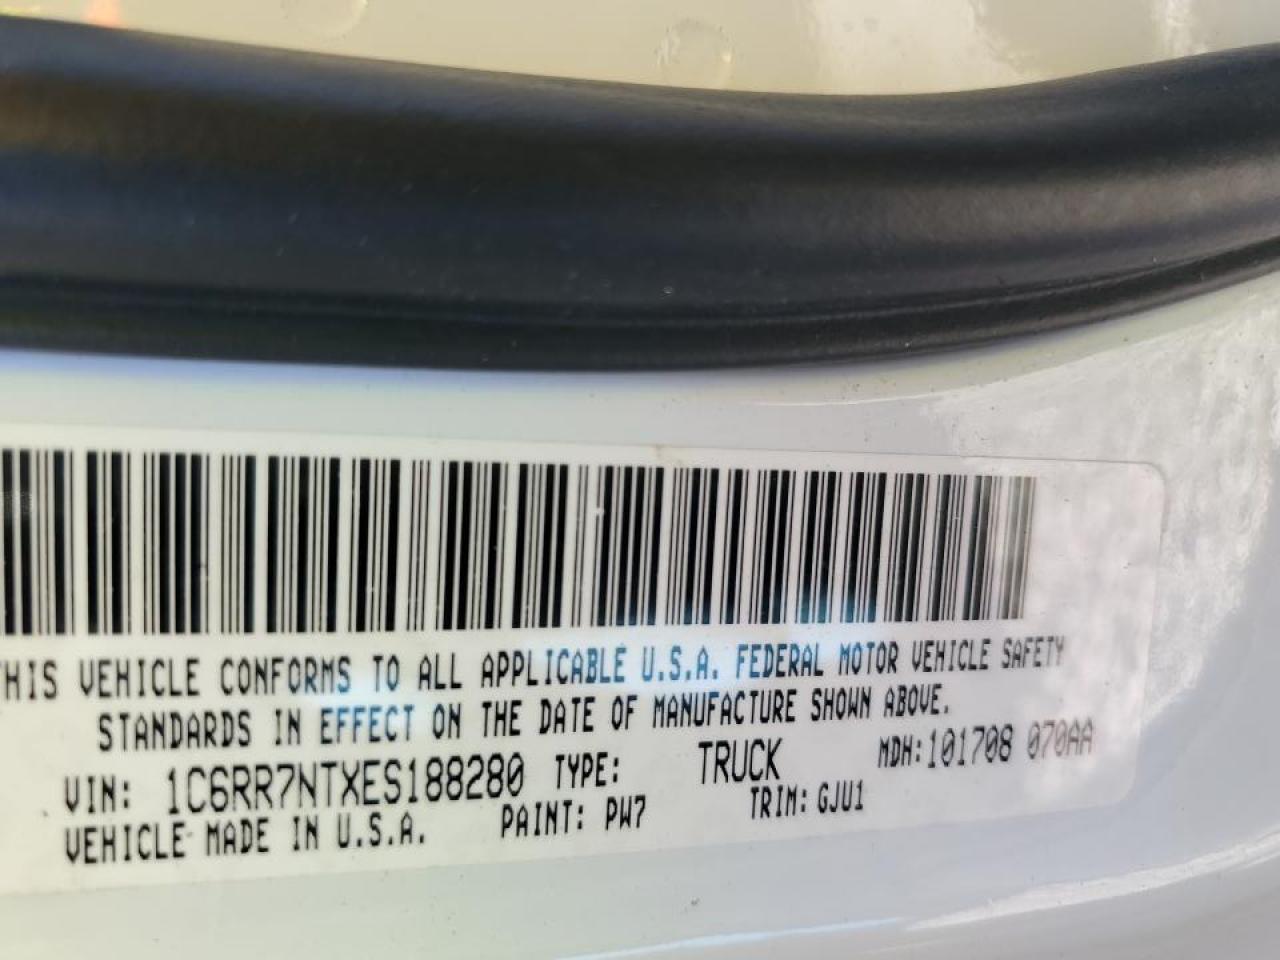 THIS VEHICLE CONFORMS TO ALL APPLICABLE U.S.A. FEDERAL MOTOR VEHICLE SAFETY
STANDARDS IN EFFECT ON THE DATE OF MANUFACTURE SHOWN ABOVE.
VIN: 1C6RR7NTXES188280 TYPE: TRUCK MDH:101708 070AA
VEHICLE MADE IN U.S.A. PAINT: PW7 TRIM: GJU1